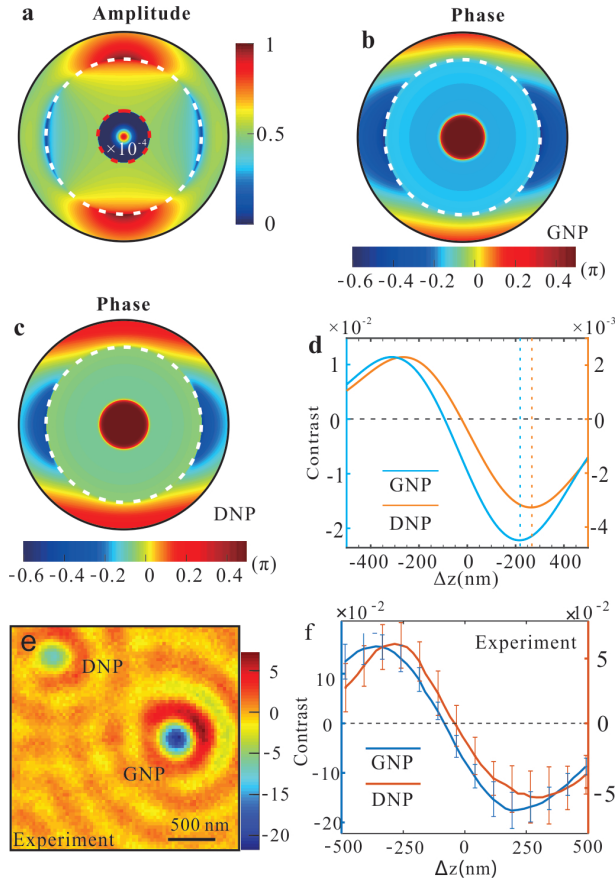 a
Amplitude
×10⁻⁴
1
0.5
0
b
Phase
GNP
-0.6 -0.4 -0.2 0 0.2 0.4 (π)
c
Phase
DNP
-0.6 -0.4 -0.2 0 0.2 0.4 (π)
d
×10⁻²
×10⁻³
Contrast
1
0
-1
-2
2
0
-2
-4
GNP
DNP
-400 -200 0 -200 400
Δz(nm)
e
DNP
GNP
Experiment
500 nm
5
0
-5
-10
-15
-20
f
×10⁻²
×10⁻²
Experiment
Contrast
10
0
-10
-20
5
0
-5
GNP
DNP
-500 -250 0 250 500
Δz(nm)